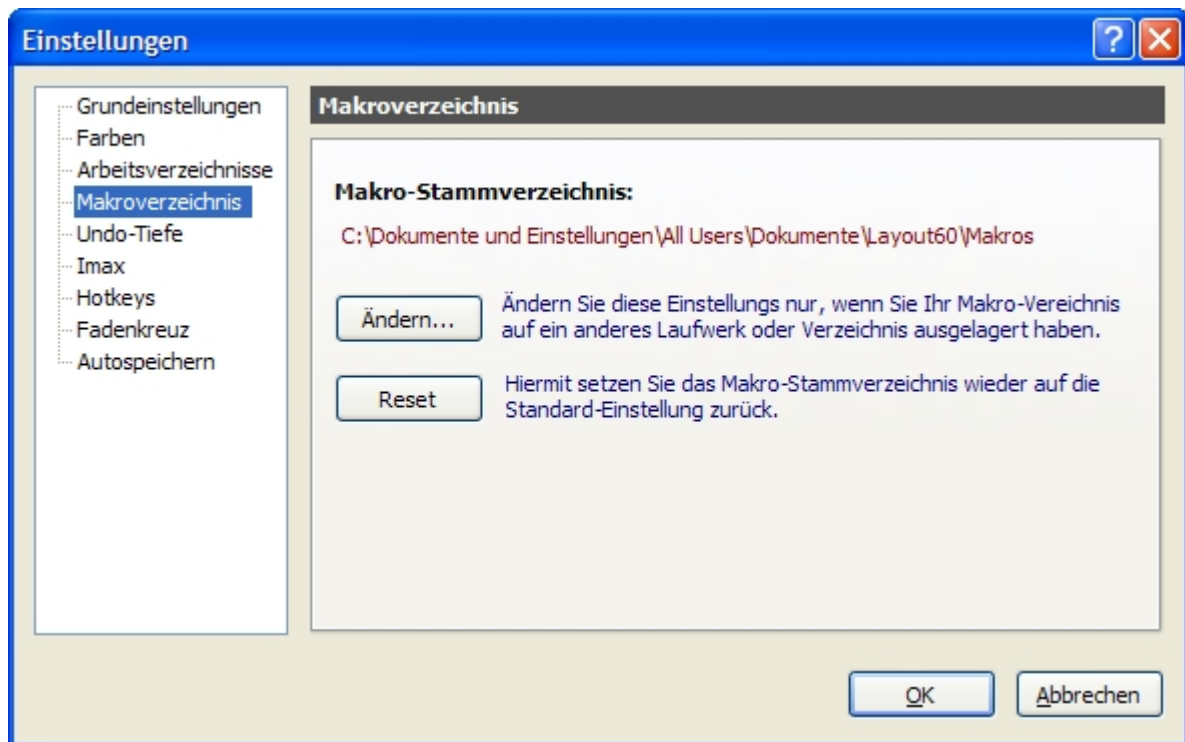 Einstellungen
Grundeinstellungen
Farben
Arbeitsverzeichnisse
Makroverzeichnis
Undo-Tiefe
Imax
Hotkeys
Fadenkreuz
Autospeichern
Makroverzeichnis
Makro-Stammverzeichnis:
C:\Dokumente und Einstellungen\All Users\Dokumente\Layout60\Makros
Ändern...
Ändern Sie diese Einstellungs nur, wenn Sie Ihr Makro-Vereichnis
auf ein anderes Laufwerk oder Verzeichnis ausgelagert haben.
Reset
Hiermit setzen Sie das Makro-Stammverzeichnis wieder auf die
Standard-Einstellung zurück.
OK
Abbrechen